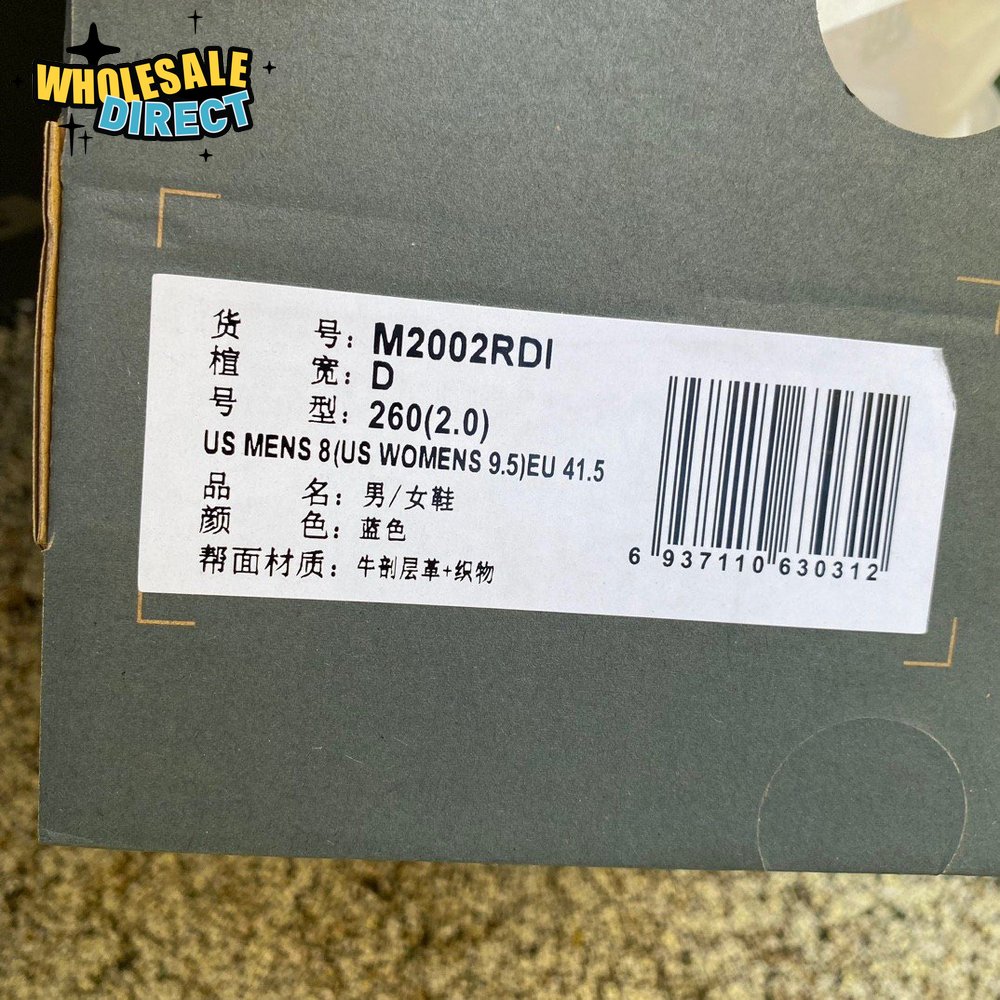 WHOLESALE
DIRECT
货 号: M2002RDI
楦 宽: D
号 型: 260(2.0)
US MENS 8(US WOMENS 9.5)EU 41.5
品 名: 男/女鞋
颜 色: 蓝色
帮面材质: 牛剖层革+织物
6 937110 630312